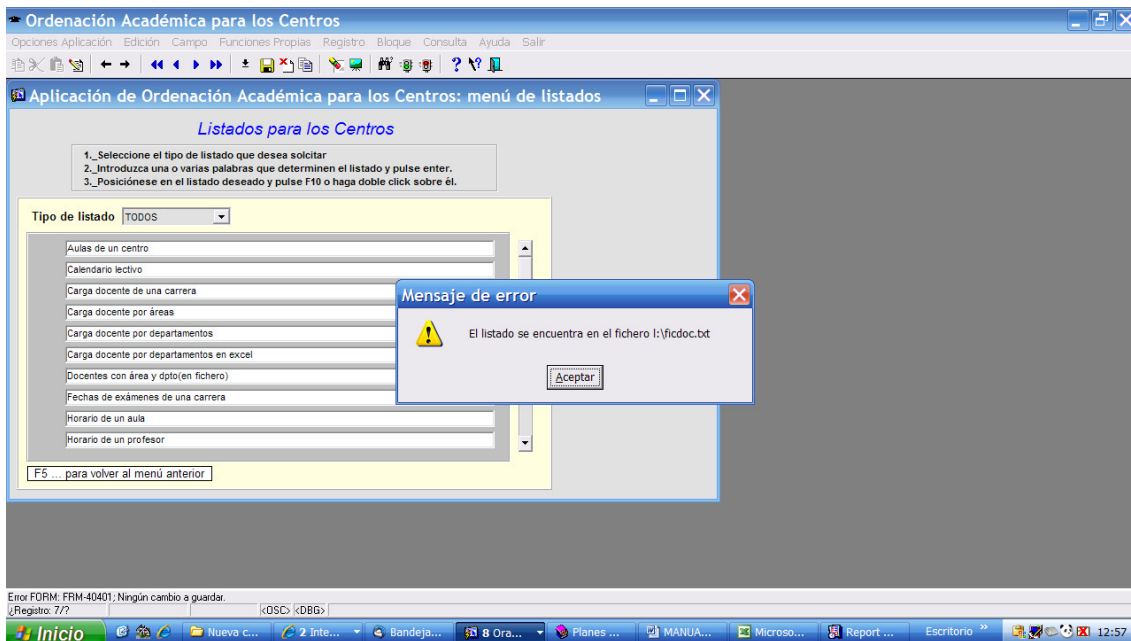 Ordenación Académica para los Centros
Opciones Aplicación Edición Campo Funciones Propias Registro Bloque Consulta Ayuda Salir
Aplicación de Ordenación Académica para los Centros: menú de listados
Listados para los Centros
1._Seleccione el tipo de listado que desea solcitar
2._Introduzca una o varias palabras que determinen el listado y pulse enter.
3._Posiciónese en el listado deseado y pulse F10 o haga doble click sobre él.
Tipo de listado TODOS
Aulas de un centro
Calendario lectivo
Carga docente de una carrera
Carga docente por áreas
Carga docente por departamentos
Carga docente por departamentos en excel
Docentes con área y dpto(en fichero)
Fechas de exámenes de una carrera
Horario de un aula
Horario de un profesor
F5 ... para volver al menú anterior
Mensaje de error
El listado se encuentra en el fichero l:\ficdoc.txt
Aceptar
Error FORM: FRM-40401; Ningún cambio a guardar.
¿Registro: 7/? <OSC> <DBG>
Inicio Nueva c... 2 Inte... Bandeja... 8 Ora... Planes ... MANUA... Microso... Report ... Escritorio » 12:57